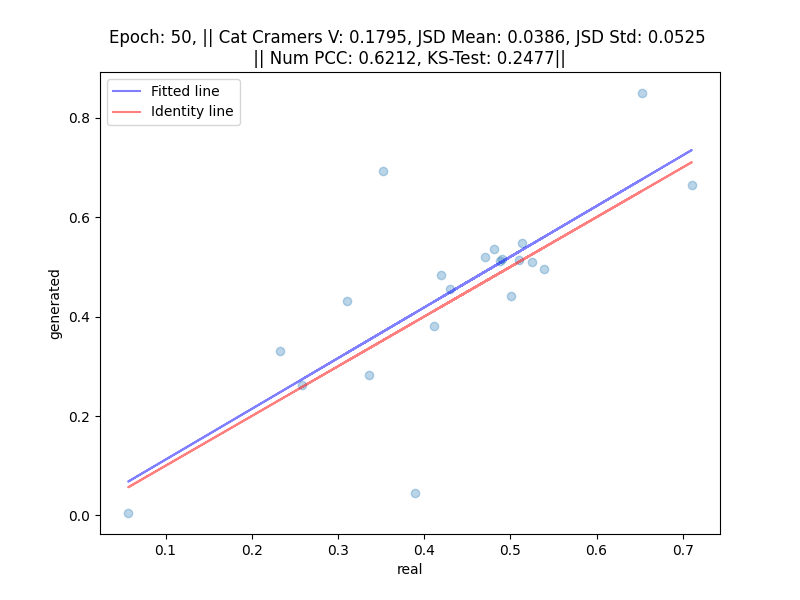 Epoch: 50, || Cat Cramers V: 0.1795, JSD Mean: 0.0386, JSD Std: 0.0525
|| Num PCC: 0.6212, KS-Test: 0.2477||
Fitted line
Identity line
generated
0.8
0.6
0.4
0.2
0.0
0.1
0.2
0.3
0.4
0.5
0.6
0.7
real